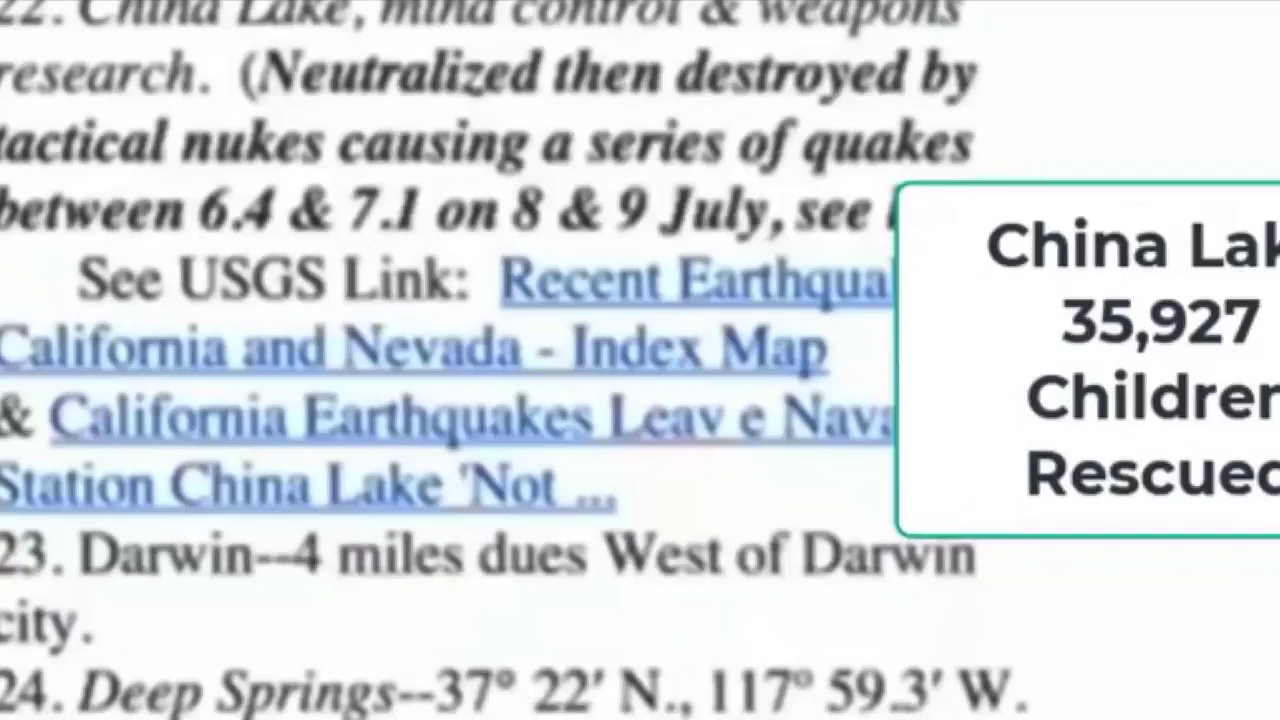 22. China Lake, mind control & weapons
research. (Neutralized then destroyed by
tactical nukes causing a series of quakes
between 6.4 & 7.1 on 8 & 9 July, see
See USGS Link: Recent Earthqua
California and Nevada - Index Map
& California Earthquakes Leav e Nava
Station China Lake 'Not ...
23. Darwin--4 miles dues West of Darwin
city.
24. Deep Springs--37° 22' N., 117° 59.3' W.
China Lak
35,927
Children
Rescued